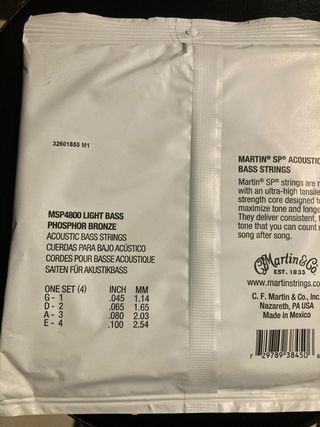 32601855 M1
MSP4800 LIGHT BASS
PHOSPHOR BRONZE
ACOUSTIC BASS STRINGS
CUERDAS PARA BAJO ACÚSTICO
CORDES POUR BASSE ACOUSTIQUE
SAITEN FÜR AKUSTIKBASS
ONE SET (4) INCH MM
G - 1 .045 1.14
D - 2 .065 1.65
A - 3 .080 2.03
E - 4 .100 2.54
MARTIN® SP® ACOUSTIC
BASS STRINGS
Martin® SP® strings are
with an ultra-high tensile
strength core designed
maximize tone and
They deliver consistent,
tone that you can count
song after song.
Martin & Co.
EST. 1833
www.martinstrings.co
C. F. Martin & Co., Inc.
Nazareth, PA USA
Made in Mexico
7 29789 38450 6